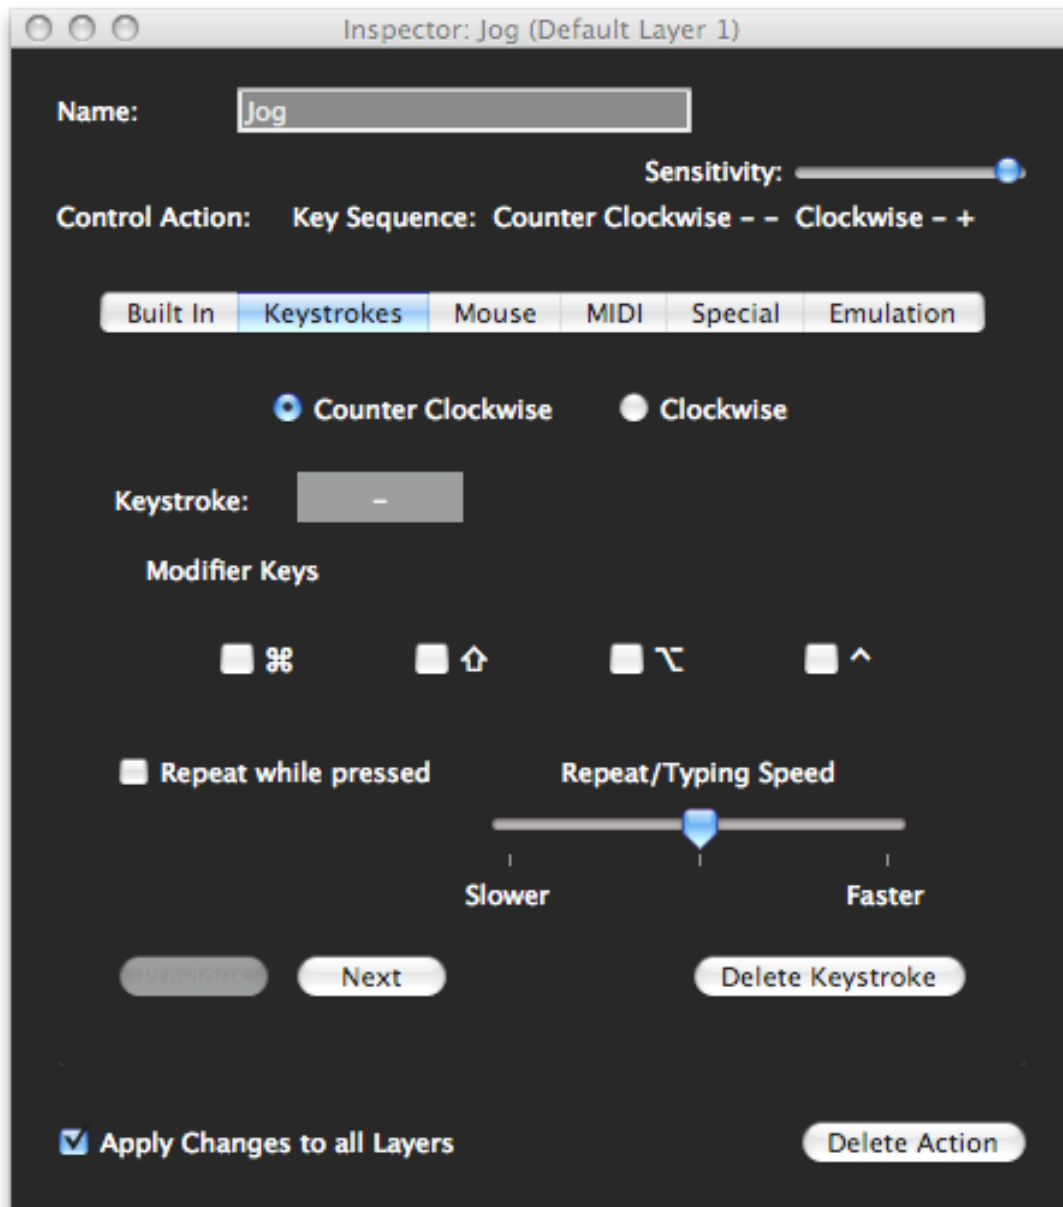 Inspector: Jog (Default Layer 1)
Name: Jog
Sensitivity:
Control Action: Key Sequence: Counter Clockwise – – Clockwise – +
Built In Keystrokes Mouse MIDI Special Emulation
Counter Clockwise Clockwise
Keystroke: –
Modifier Keys
⌘ ⇧ ⌥ ^
Repeat while pressed Repeat/Typing Speed
Slower Faster
Previous Next Delete Keystroke
Apply Changes to all Layers Delete Action